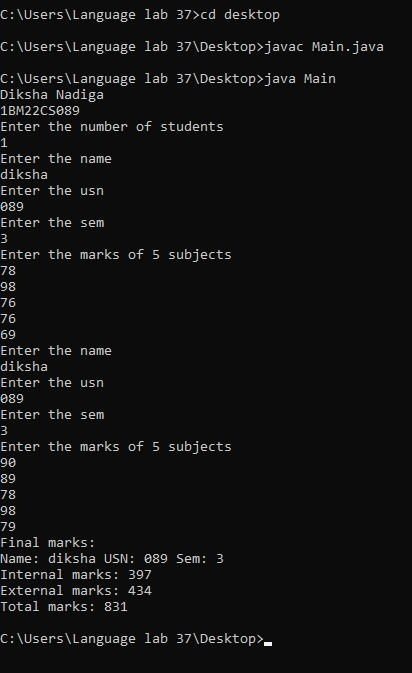 C:\Users\Language lab 37>cd desktop
C:\Users\Language lab 37\Desktop>javac Main.java
C:\Users\Language lab 37\Desktop>java Main
Diksha Nadiga
1BM22CS089
Enter the number of students
1
Enter the name
diksha
Enter the usn
089
Enter the sem
3
Enter the marks of 5 subjects
78
98
76
76
69
Enter the name
diksha
Enter the usn
089
Enter the sem
3
Enter the marks of 5 subjects
90
89
78
98
79
Final marks:
Name: diksha USN: 089 Sem: 3
Internal marks: 397
External marks: 434
Total marks: 831
C:\Users\Language lab 37\Desktop>